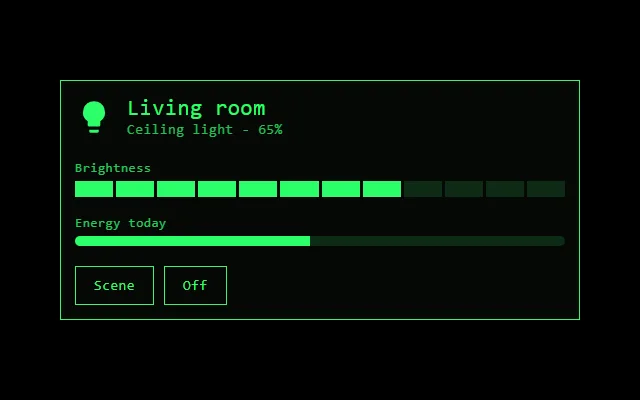 Living room
Ceiling light - 65%
Brightness
Energy today
Scene
Off